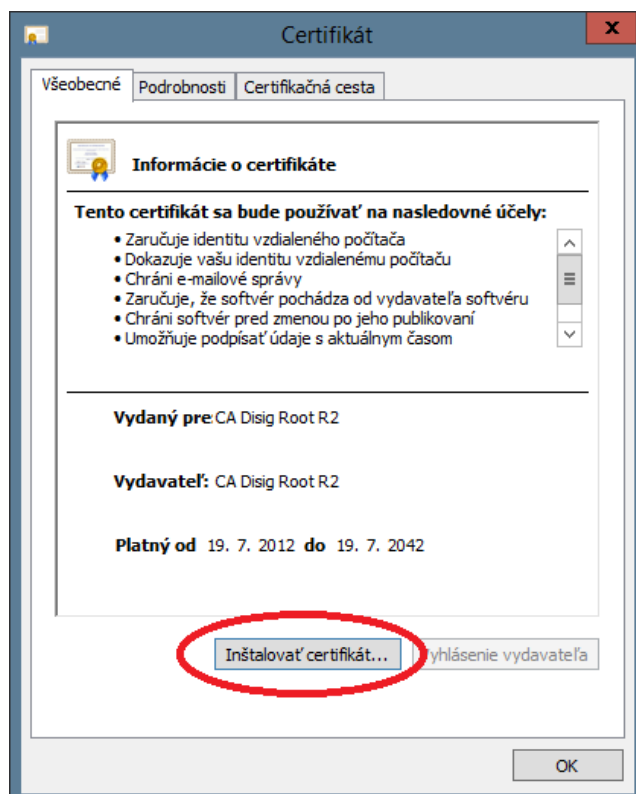 Certifikát
x
Všeobecné Podrobnosti Certifikačná cesta
Informácie o certifikáte
Tento certifikát sa bude používať na nasledovné účely:
• Zaručuje identitu vzdialeného počítača
• Dokazuje vašu identitu vzdialenému počítaču
• Chráni e-mailové správy
• Zaručuje, že softvér pochádza od vydavateľa softvéru
• Chráni softvér pred zmenou po jeho publikovaní
• Umožňuje podpísať údaje s aktuálnym časom
Vydaný pre: CA Disig Root R2
Vydavateľ: CA Disig Root R2
Platný od 19. 7. 2012 do 19. 7. 2042
Inštalovať certifikát... yhlásenie vydavateľa
OK